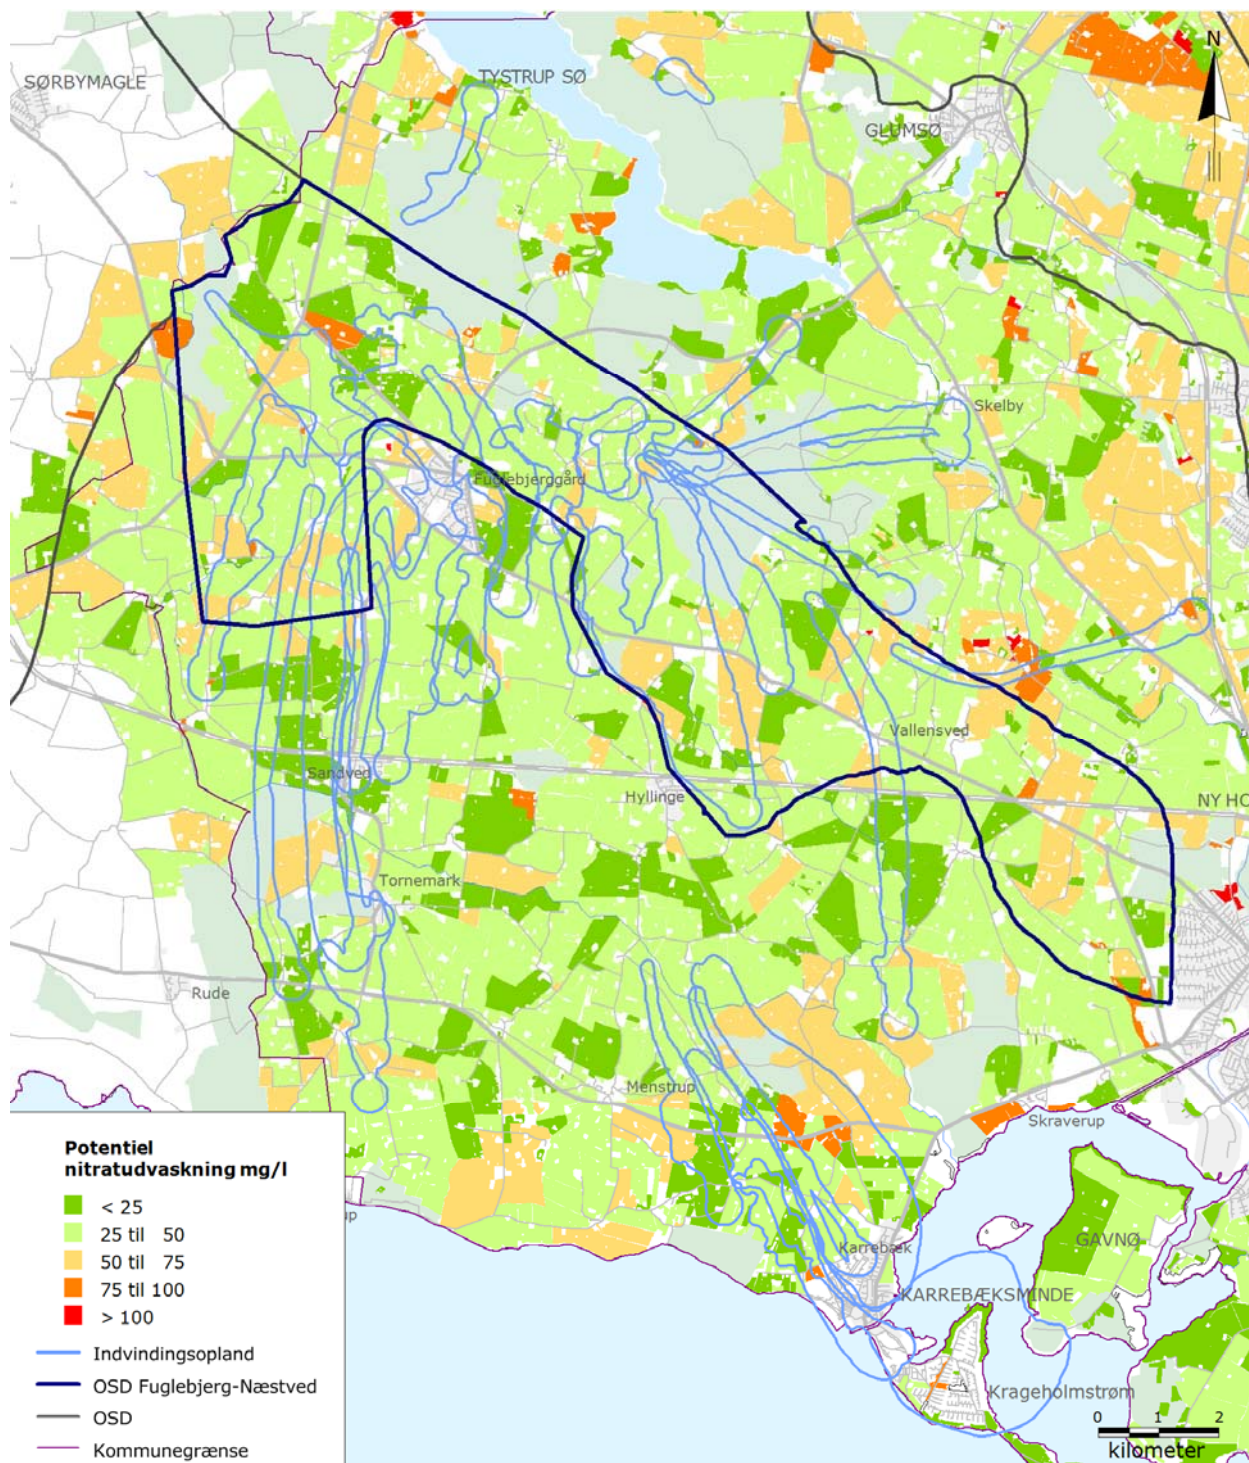 N
SØRBYMAGLE
TYSTRUP SØ
GLUMSØ
Skelby
Fuglebjerggård
Vallensved
Sandved
Hyllinge
NY HO
Tornemark
Rude
Menstrup
Skraverup
GAVNØ
Karrebæk
KARREBÆKSMINDE
Krageholmstrøm
up
Potentiel
nitratudvaskning mg/l
< 25
25 til 50
50 til 75
75 til 100
> 100
Indvindingsopland
OSD Fuglebjerg-Næstved
OSD
Kommunegrænse
0 1 2
kilometer